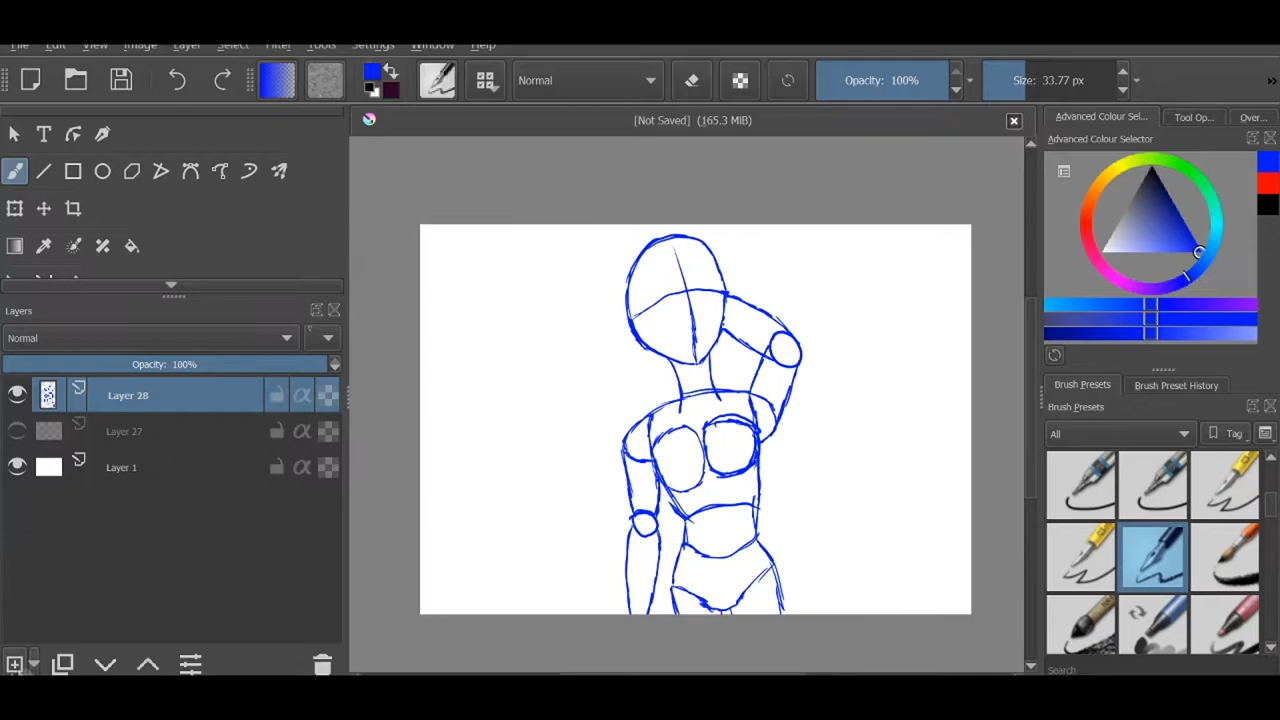 File Edit View Image Layer Select Filter Tools Settings Window Help
Normal
Opacity: 100%
Size: 33.77 px
»
[Not Saved] (165.3 MiB)
Advanced Colour Sel...
Tool Op...
Over...
Advanced Colour Selector
Layers
Normal
Opacity: 100%
Layer 28
Layer 27
Layer 1
Brush Presets
Brush Preset History
Brush Presets
All
Tag
Search